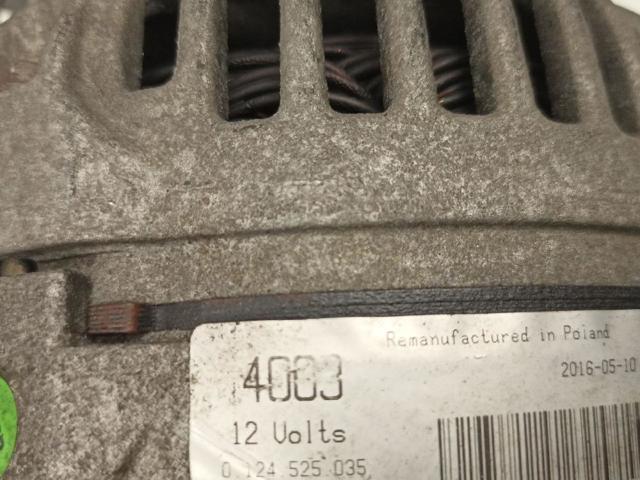 Remanufactured in Poland
4003
2016-05-10
12 Volts
0.124.525.035